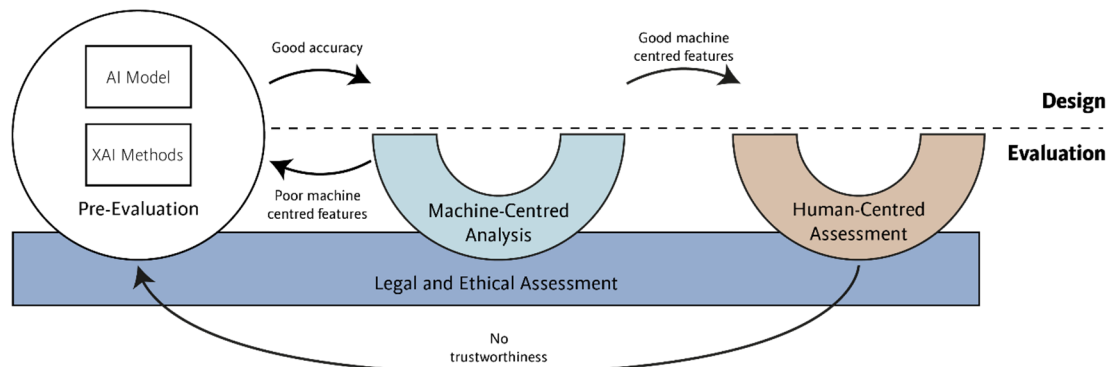 AI Model
XAI Methods
Pre-Evaluation
Good accuracy
Poor machine
centred features
Good machine
centred features
Design
Evaluation
Machine-Centred
Analysis
Human-Centred
Assessment
Legal and Ethical Assessment
No
trustworthiness